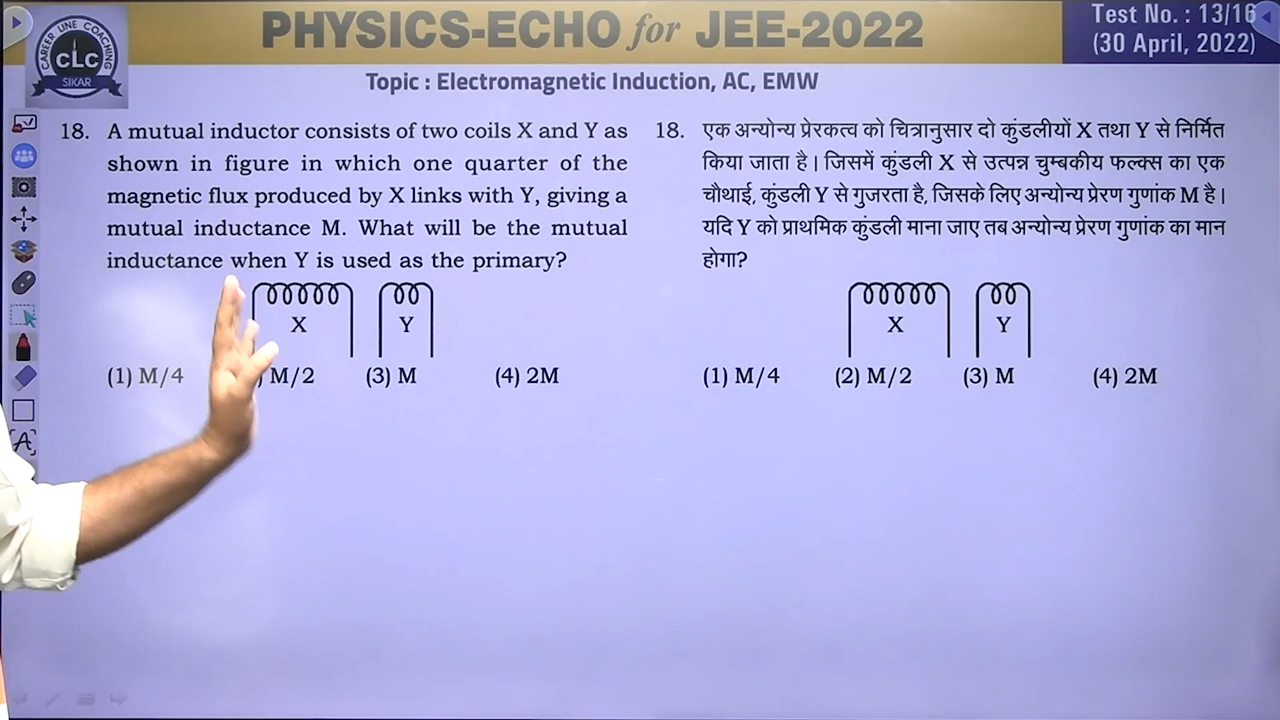 PHYSICS-ECHO for JEE-2022
Test No. : 13/16
(30 April, 2022)
CAREER LINE COACHING
CLC
SIKAR
Topic : Electromagnetic Induction, AC, EMW
18. A mutual inductor consists of two coils X and Y as
shown in figure in which one quarter of the
magnetic flux produced by X links with Y, giving a
mutual inductance M. What will be the mutual
inductance when Y is used as the primary?
X
Y
(1) M/4
M/2
(3) M
(4) 2M
18. एक अन्योन्य प्रेरकत्व को चित्रानुसार दो कुंडलीयों X तथा Y से निर्मित
किया जाता है। जिसमें कुंडली X से उत्पन्न चुम्बकीय फल्क्स का एक
चौथाई, कुंडली Y से गुजरता है, जिसके लिए अन्योन्य प्रेरण गुणांक M है।
यदि Y को प्राथमिक कुंडली माना जाए तब अन्योन्य प्रेरण गुणांक का मान
होगा?
X
Y
(1) M/4
(2) M/2
(3) M
(4) 2M
A